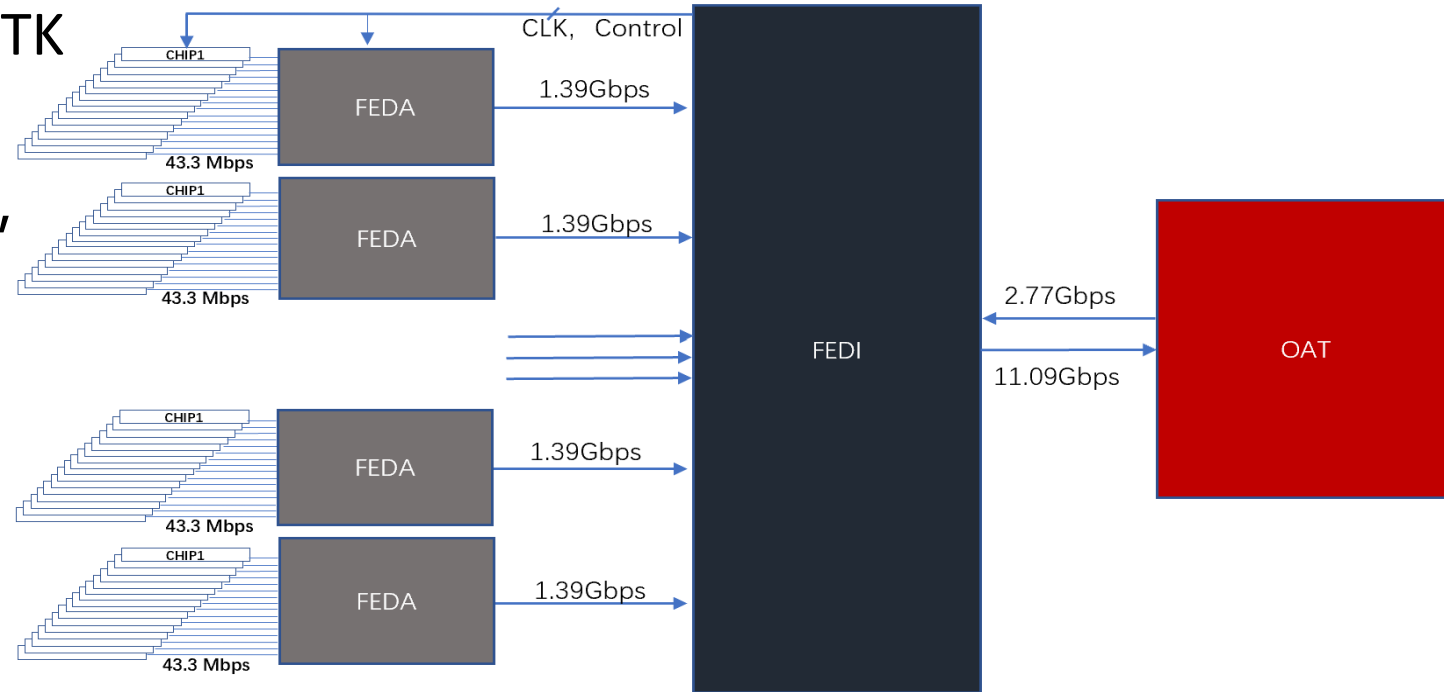 TK
CLK, Control
CHIP1
FEDA
1.39Gbps
43.3 Mbps
CHIP1
FEDA
1.39Gbps
43.3 Mbps
FEDI
2.77Gbps
11.09Gbps
OAT
CHIP1
FEDA
1.39Gbps
43.3 Mbps
CHIP1
FEDA
1.39Gbps
43.3 Mbps